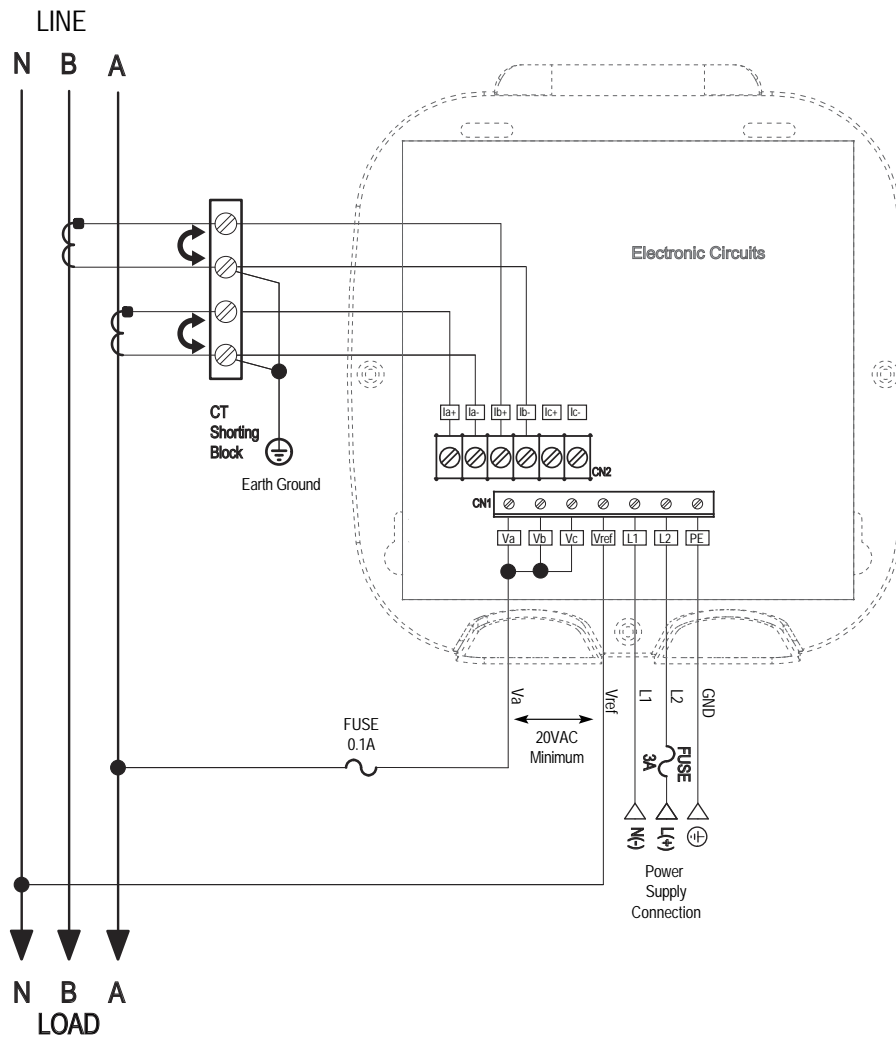 LINE
N B A
Electronic Circuits
Ia+ Ia- Ib+ Ib- Ic+ Ic-
CT
Shorting
Block
CN2
Earth Ground
CN1
Va Vb Vc Vref L1 L2 PE
Va
Vref
L1
L2
GND
FUSE
0.1A
20VAC
Minimum
FUSE
3A
N(-)
L(+)
Power
Supply
Connection
N B A
LOAD